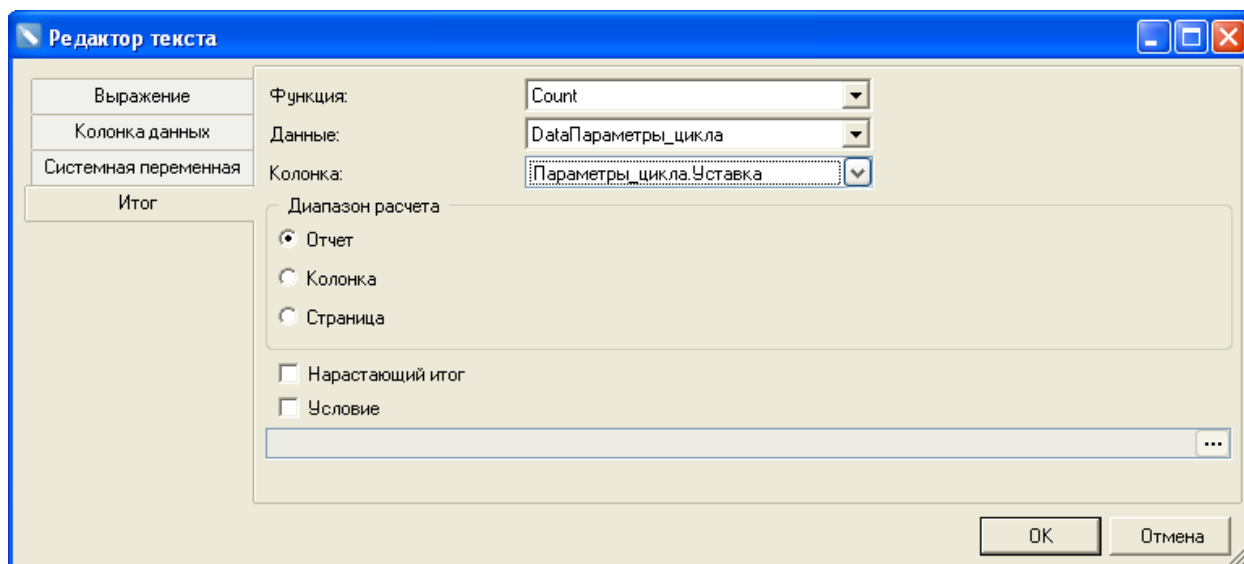 Редактор текста
Выражение
Колонка данных
Системная переменная
Итог
Функция: Count
Данные: DataПараметры_цикла
Колонка: Параметры_цикла.Уставка
Диапазон расчета
Отчет
Колонка
Страница
Нарастающий итог
Условие
...
OK Отмена